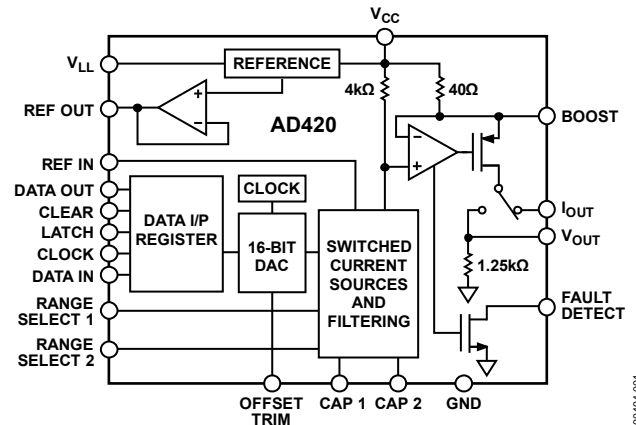 VCC
VLL
REFERENCE
4kΩ
40Ω
REF OUT
AD420
BOOST
REF IN
DATA OUT
CLOCK
CLEAR
DATA I/P
REGISTER
IOUT
LATCH
16-BIT
DAC
SWITCHED
CURRENT
SOURCES
AND
FILTERING
VOUT
CLOCK
DATA IN
1.25kΩ
RANGE
SELECT 1
FAULT
DETECT
RANGE
SELECT 2
OFFSET
TRIM
CAP 1
CAP 2
GND